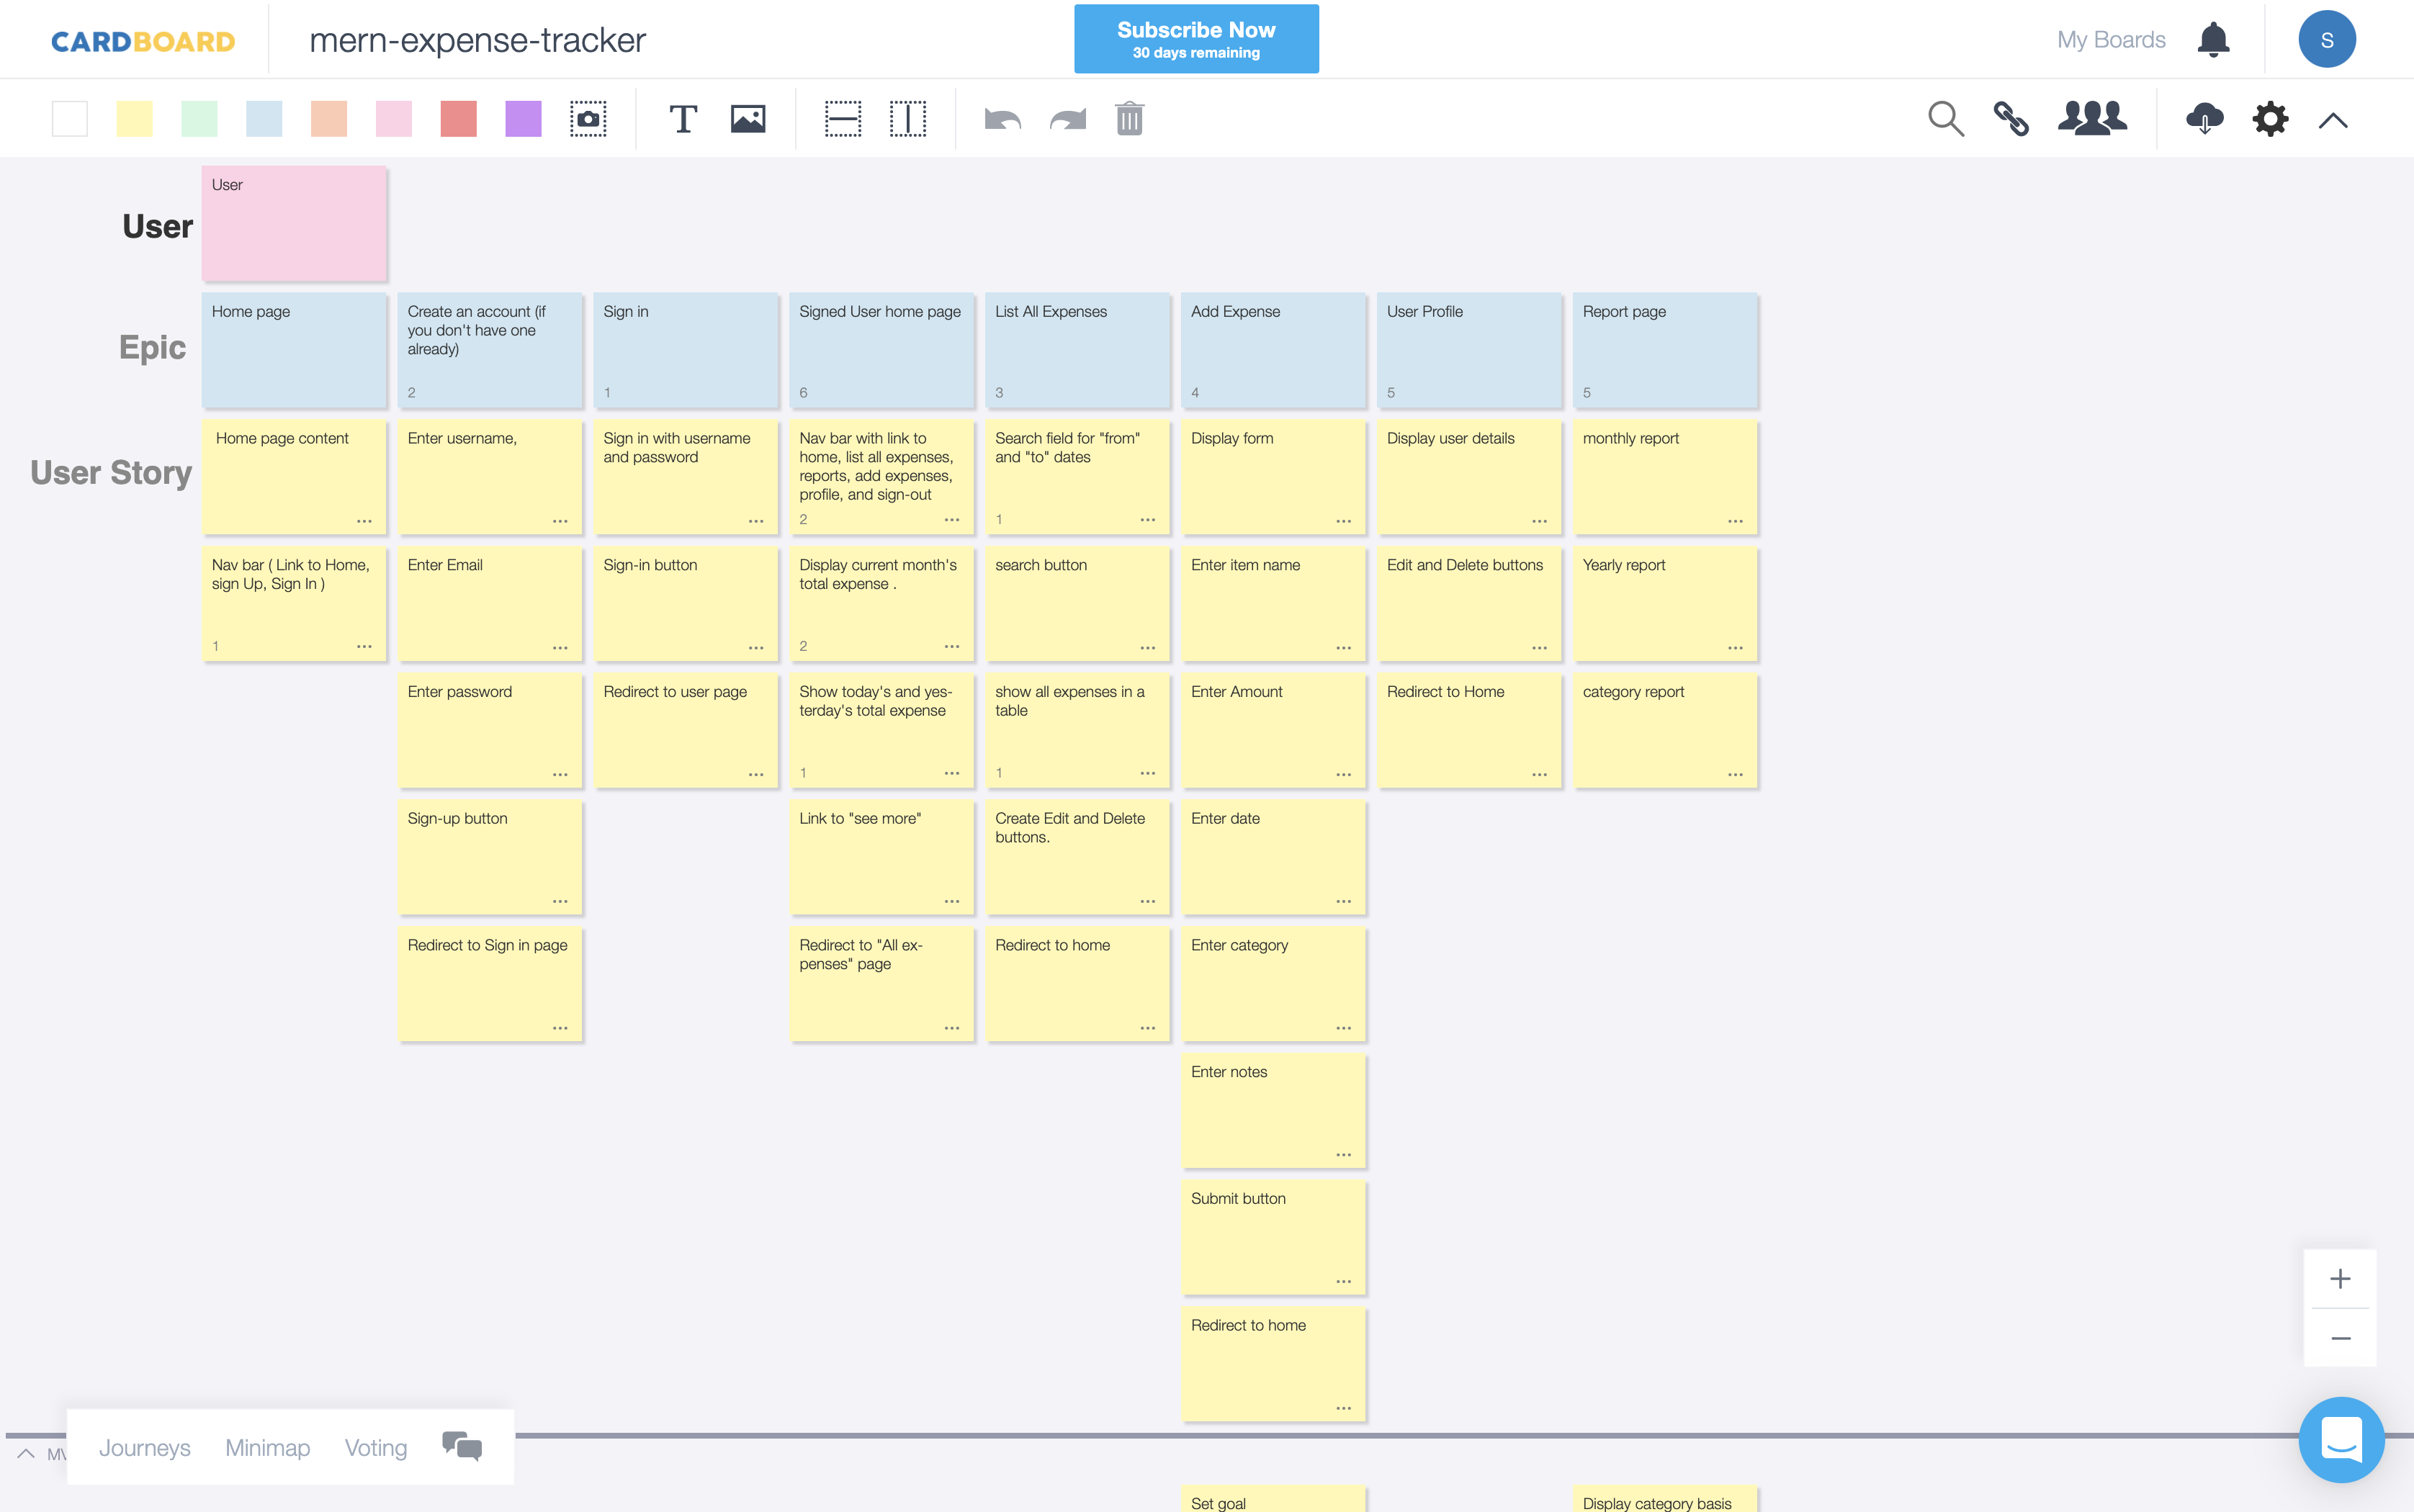 CARDBOARD
mern-expense-tracker
Subscribe Now
30 days remaining
My Boards
S
T
User
User
Epic
Home page
Create an account (if
you don't have one
already)
2
Sign in
1
Signed User home page
6
List All Expenses
3
Add Expense
4
User Profile
5
Report page
5
User Story
Home page content
...
Enter username,
...
Sign in with username
and password
...
Nav bar with link to
home, list all expenses,
reports, add expenses,
profile, and sign-out
2
...
Search field for "from"
and "to" dates
1
...
Display form
...
Display user details
...
monthly report
...
Nav bar ( Link to Home,
sign Up, Sign In )
1
...
Enter Email
...
Sign-in button
...
Display current month's
total expense .
2
...
search button
...
Enter item name
...
Edit and Delete buttons
...
Yearly report
...
Enter password
...
Redirect to user page
...
Show today's and yes-
terday's total expense
1
...
show all expenses in a
table
1
...
Enter Amount
...
Redirect to Home
...
category report
...
Sign-up button
...
Link to "see more"
...
Create Edit and Delete
buttons.
...
Enter date
...
Redirect to Sign in page
...
Redirect to "All ex-
penses" page
...
Redirect to home
...
Enter category
...
Enter notes
...
Submit button
...
Redirect to home
...
Journeys
Minimap
Voting
Set goal
Display category basis